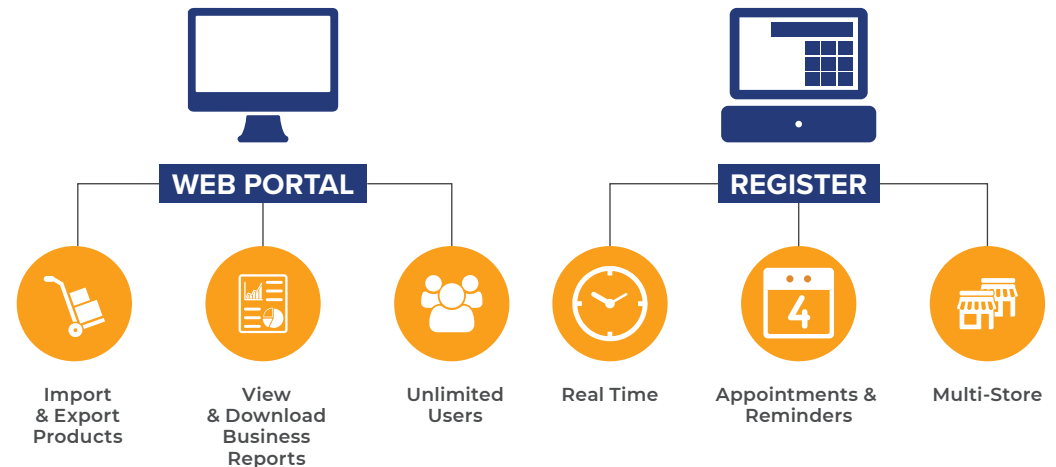 WEB PORTAL
REGISTER
4
Import
& Export
Products
View
& Download
Business
Reports
Unlimited
Users
Real Time
Appointments &
Reminders
Multi-Store